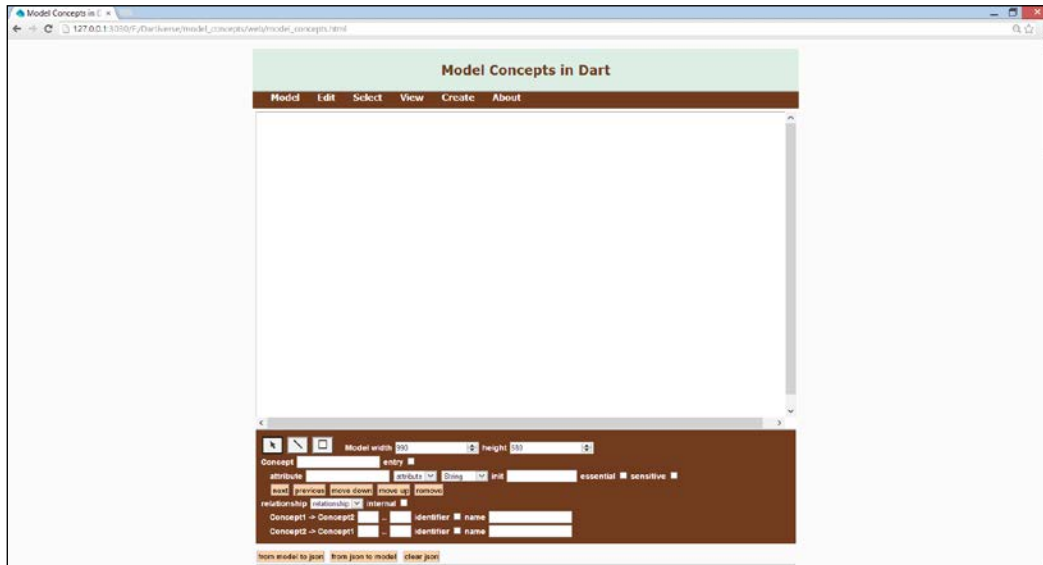 Model Concepts in D
127.0.0.1:3030/F:/Dartiverse/model_concepts/web/model_concepts.html
Model Concepts in Dart
Model Edit Select View Create About
Model width 990 height 580
Concept entry
attribute attribute String init essential sensitive
next previous move down move up remove
relationship relationship internal
Concept1 -> Concept2 .. identifier name
Concept2 -> Concept1 .. identifier name
from model to json from json to model clear json